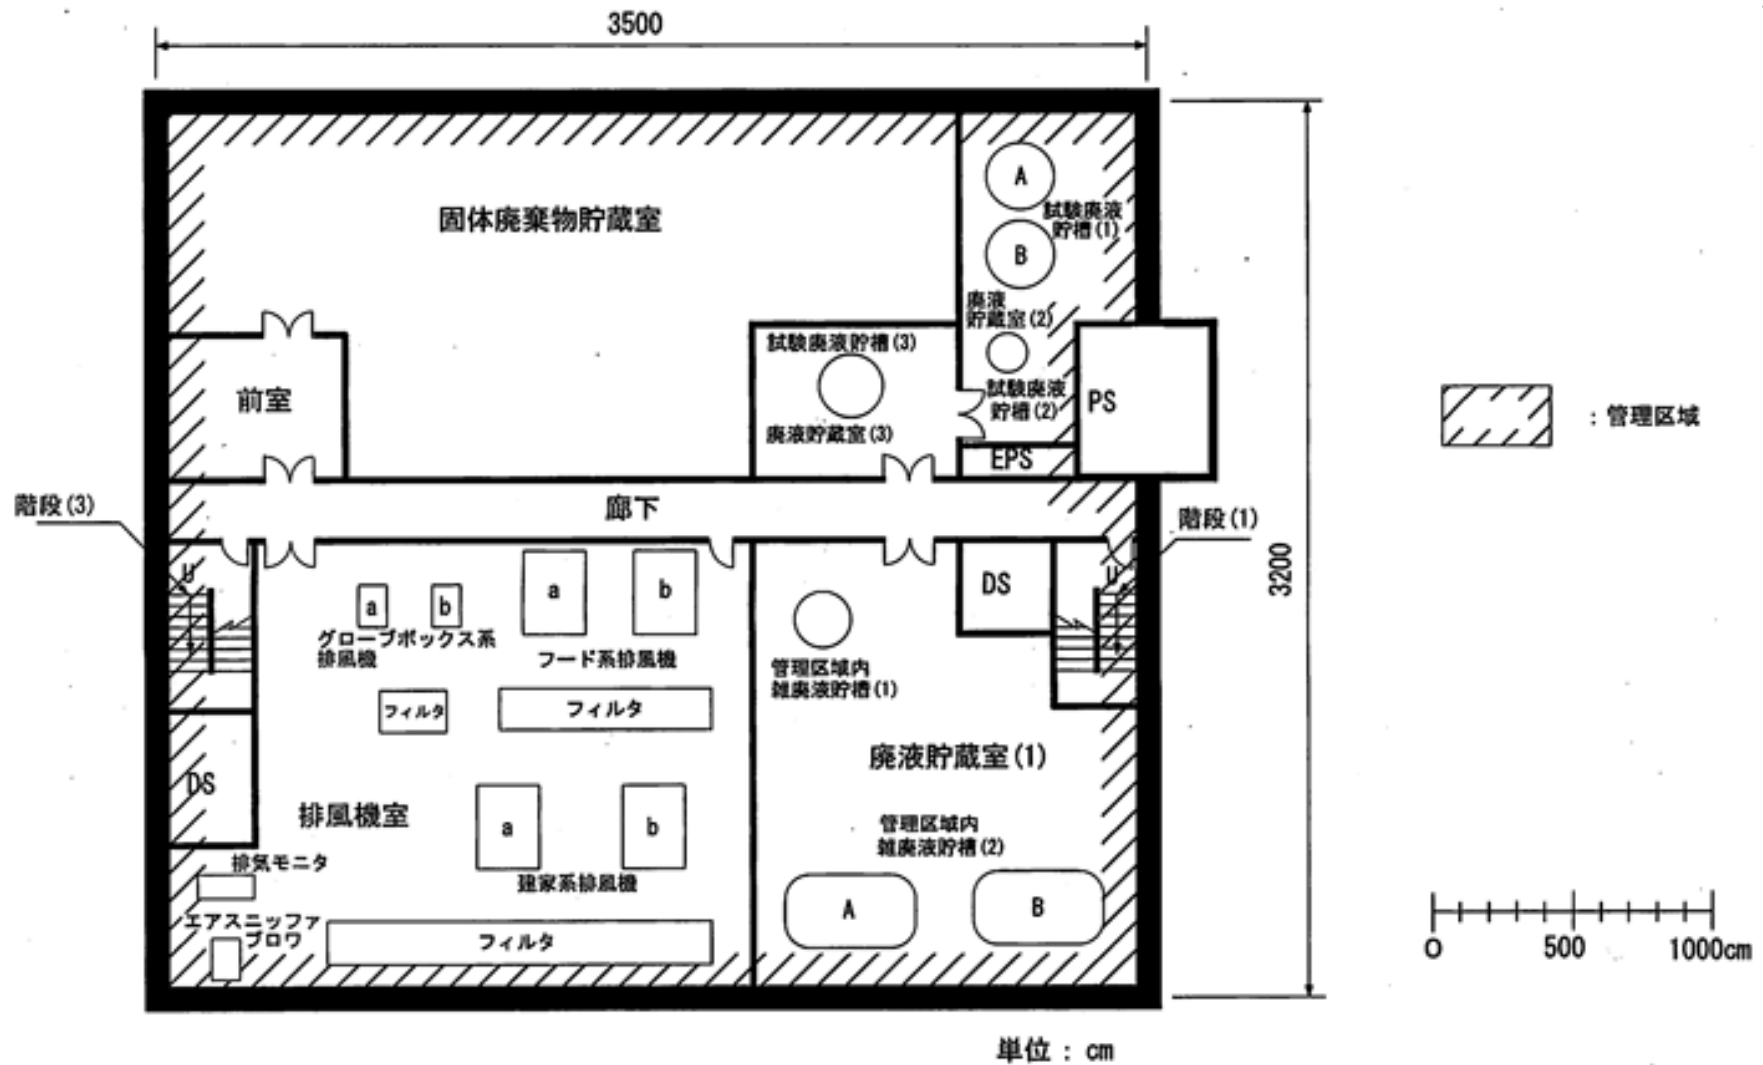 3500
A
試験廃液
貯槽(1)
固体廃棄物貯蔵室
B
廃液
貯蔵室(2)
試験廃液貯槽(3)
試験廃液
貯槽(2)
PS
前室
廃液貯蔵室(3)
EPS
:管理区域
階段(3)
廊下
階段(1)
3200
U
a
b
a
b
DS
U
グローブボックス系
排風機
フード系排風機
管理区域内
雑廃液貯槽(1)
フィルタ
フィルタ
廃液貯蔵室(1)
DS
排風機室
a
b
管理区域内
雑廃液貯槽(2)
排気モニタ
建家系排風機
A
B
エアスニッファ
ブロワ
フィルタ
0 500 1000cm
単位：cm